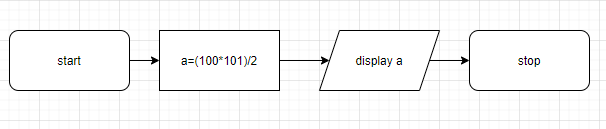 start
a=(100*101)/2
display a
stop